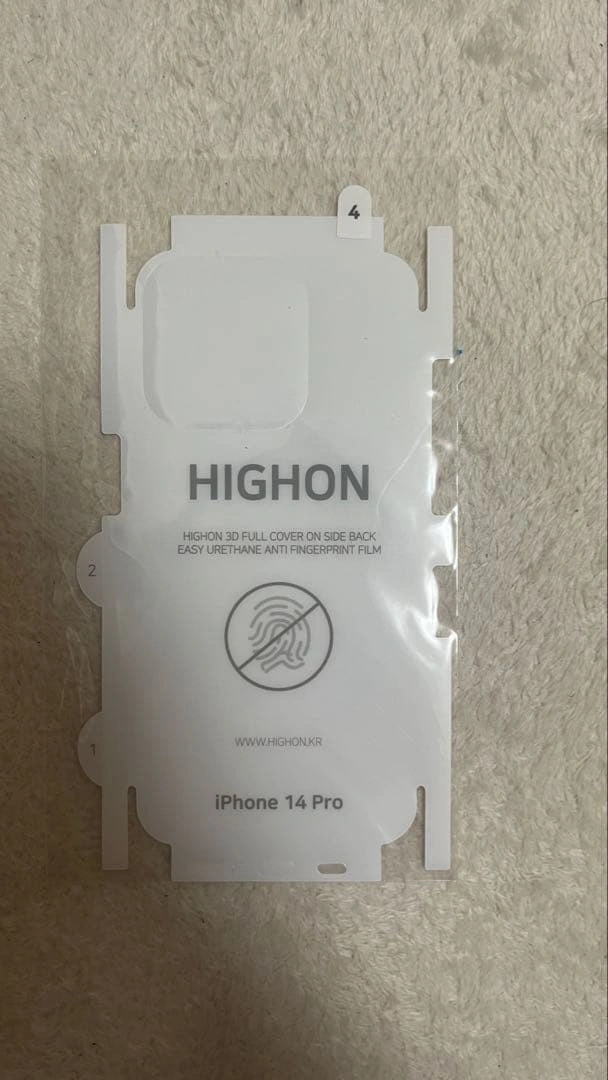 4
HIGHON
HIGHON 3D FULL COVER ON SIDE BACK
EASY URETHANE ANTI FINGERPRINT FILM
2
1
WWW.HIGHON.KR
iPhone 14 Pro